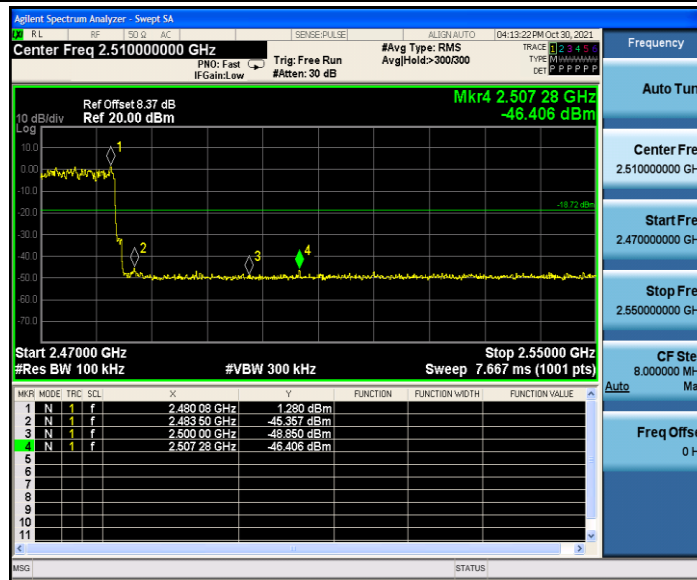 Agilent Spectrum Analyzer - Swept SA
RL RF 50 Ω AC SENSE:PULSE ALIGN AUTO 04:13:22 PM Oct 30, 2021
Center Freq 2.510000000 GHz
PNO: Fast
IFGain:Low
Trig: Free Run
#Atten: 30 dB
#Avg Type: RMS
Avg|Hold:>300/300
TRACE 1 2 3 4 5 6
TYPE M
DET P P P P P P
Frequency
Auto Tun
Center Fre
2.510000000 GH
Start Fre
2.470000000 GH
Stop Fre
2.550000000 GH
CF Ste
8.000000 MH
Auto Ma
Freq Offse
0 H
Mkr4 2.507 28 GHz
-46.406 dBm
Ref Offset 8.37 dB
10 dB/div Ref 20.00 dBm
Log
10.0
0.00
-10.0
-20.0
-30.0
-40.0
-50.0
-60.0
-70.0
1
2
3
4
-18.72 dBm
Start 2.47000 GHz Stop 2.55000 GHz
#Res BW 100 kHz #VBW 300 kHz Sweep 7.667 ms (1001 pts)
MKR MODE TRC SCL X Y FUNCTION FUNCTION WIDTH FUNCTION VALUE
1 N 1 f 2.480 08 GHz 1.280 dBm
2 N 1 f 2.483 50 GHz -45.357 dBm
3 N 1 f 2.500 00 GHz -48.850 dBm
4 N 1 f 2.507 28 GHz -46.406 dBm
5
6
7
8
9
10
11
MSG STATUS